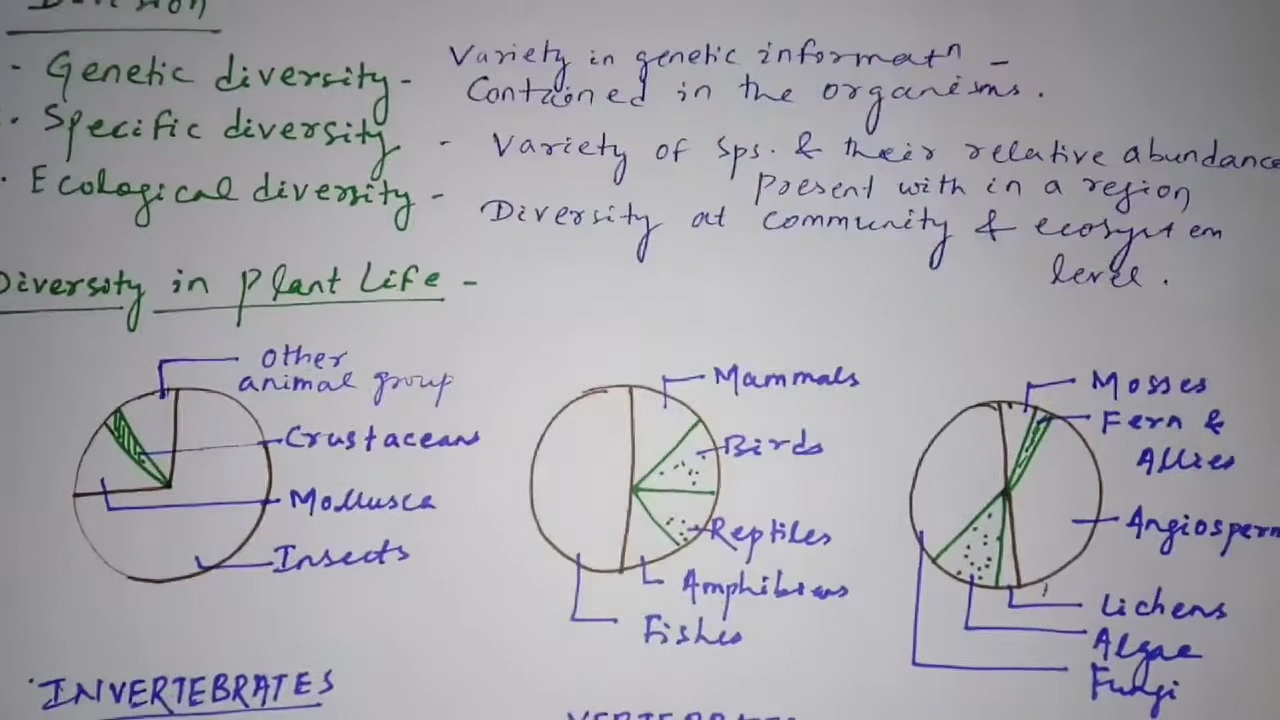 Division
- Genetic diversity - Variety in genetic informatn -
Contained in the organisms.
. Specific diversity - Variety of Sps. & their relative abundance
present with in a region
. Ecological diversity - Diversity at community & ecosystem
level.
Diversity in Plant Life -
Other
animal group
Crustaceans
Mollusca
Insects
Mammals
Birds
Reptiles
Amphibians
Fishes
Mosses
Fern &
Allies
Angiosperm
Lichens
Algae
Fungi
INVERTEBRATES